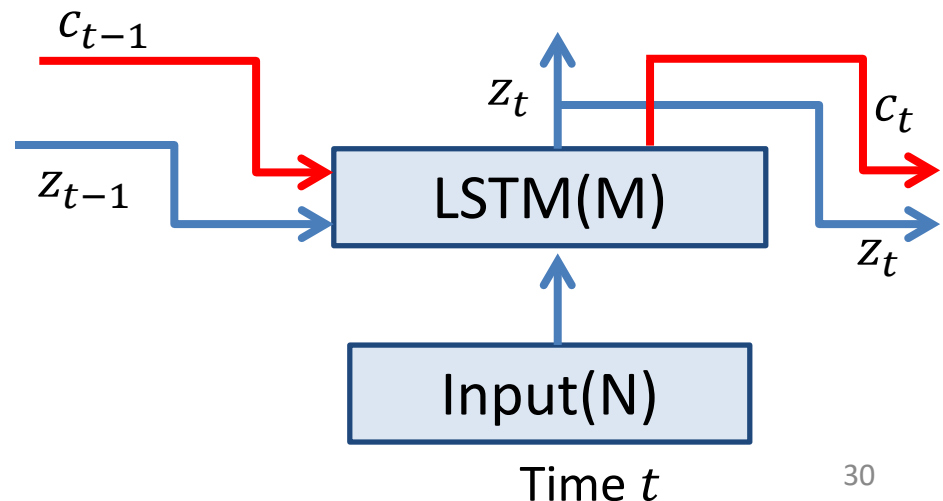 c_{t−1}
z_t
c_t
z_{t−1}
LSTM(M)
z_t
Input(N)
Time t
30